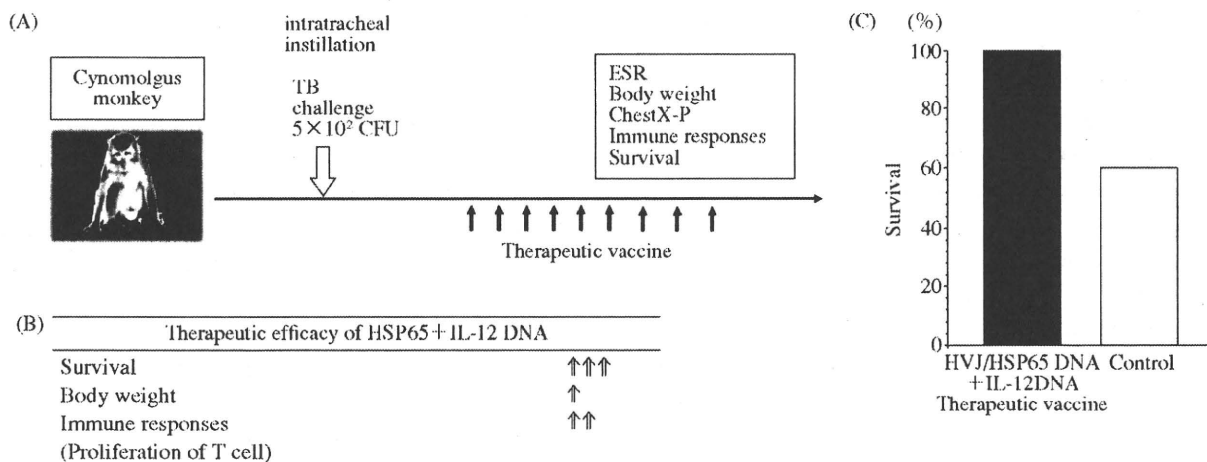 (A)
Cynomolgus
monkey
intratracheal
instillation
TB
challenge
5×10² CFU
ESR
Body weight
ChestX-P
Immune responses
Survival
Therapeutic vaccine
(B)
Therapeutic efficacy of HSP65+IL-12 DNA
Survival ⇑⇑⇑
Body weight ⇑
Immune responses ⇑⇑
(Proliferation of T cell)
(C) (%)
100
80
60
40
20
0
Survival
HVJ/HSP65 DNA Control
+IL-12DNA
Therapeutic vaccine